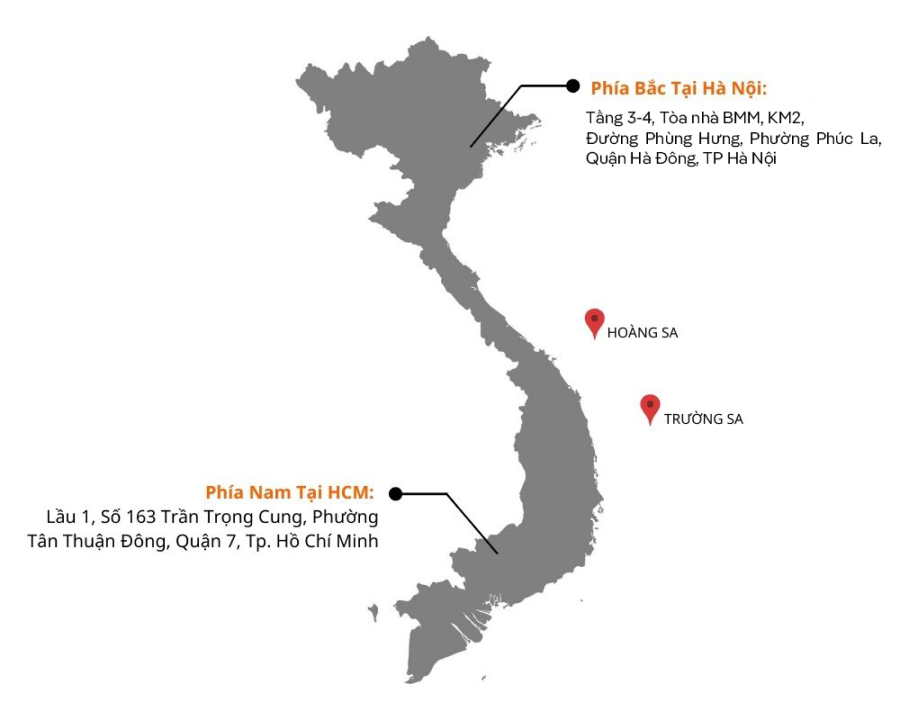 Phía Bắc Tại Hà Nội:
Tầng 3-4, Tòa nhà BMM, KM2,
Đường Phùng Hưng, Phường Phúc La,
Quận Hà Đông, TP Hà Nội
HOÀNG SA
TRƯỜNG SA
Phía Nam Tại HCM:
Lầu 1, Số 163 Trần Trọng Cung, Phường
Tân Thuận Đông, Quận 7, Tp. Hồ Chí Minh